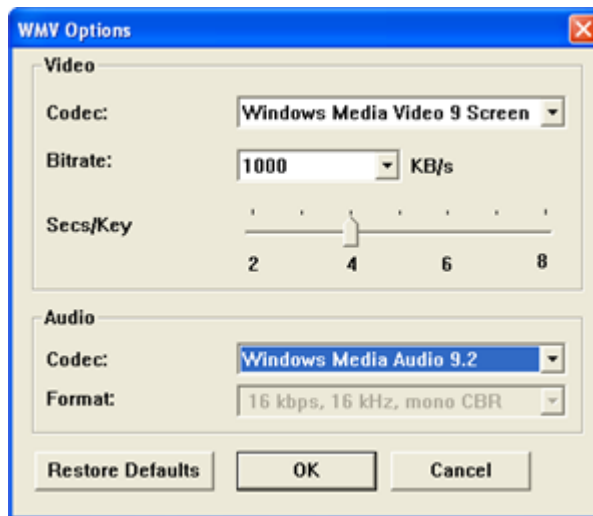 WMV Options
Video
Codec: Windows Media Video 9 Screen
Bitrate: 1000 KB/s
Secs/Key
2 4 6 8
Audio
Codec: Windows Media Audio 9.2
Format: 16 kbps, 16 kHz, mono CBR
Restore Defaults OK Cancel